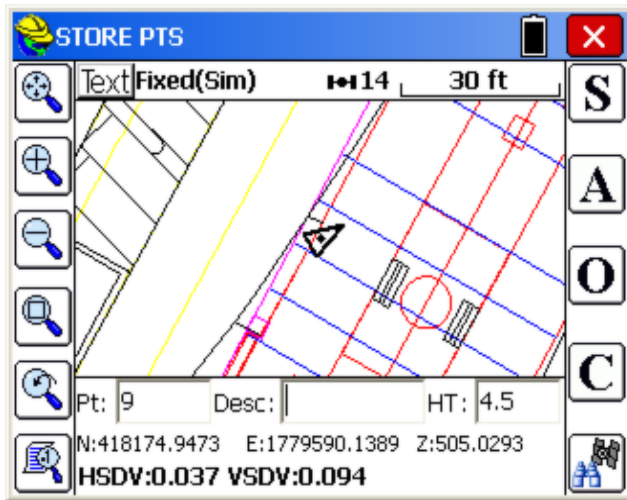 STORE PTS
Text Fixed(Sim) 14 30 ft
S
A
O
C
Pt: 9 Desc: HT: 4.5
N:418174.9473 E:1779590.1389 Z:505.0293
HSDV:0.037 VSDV:0.094